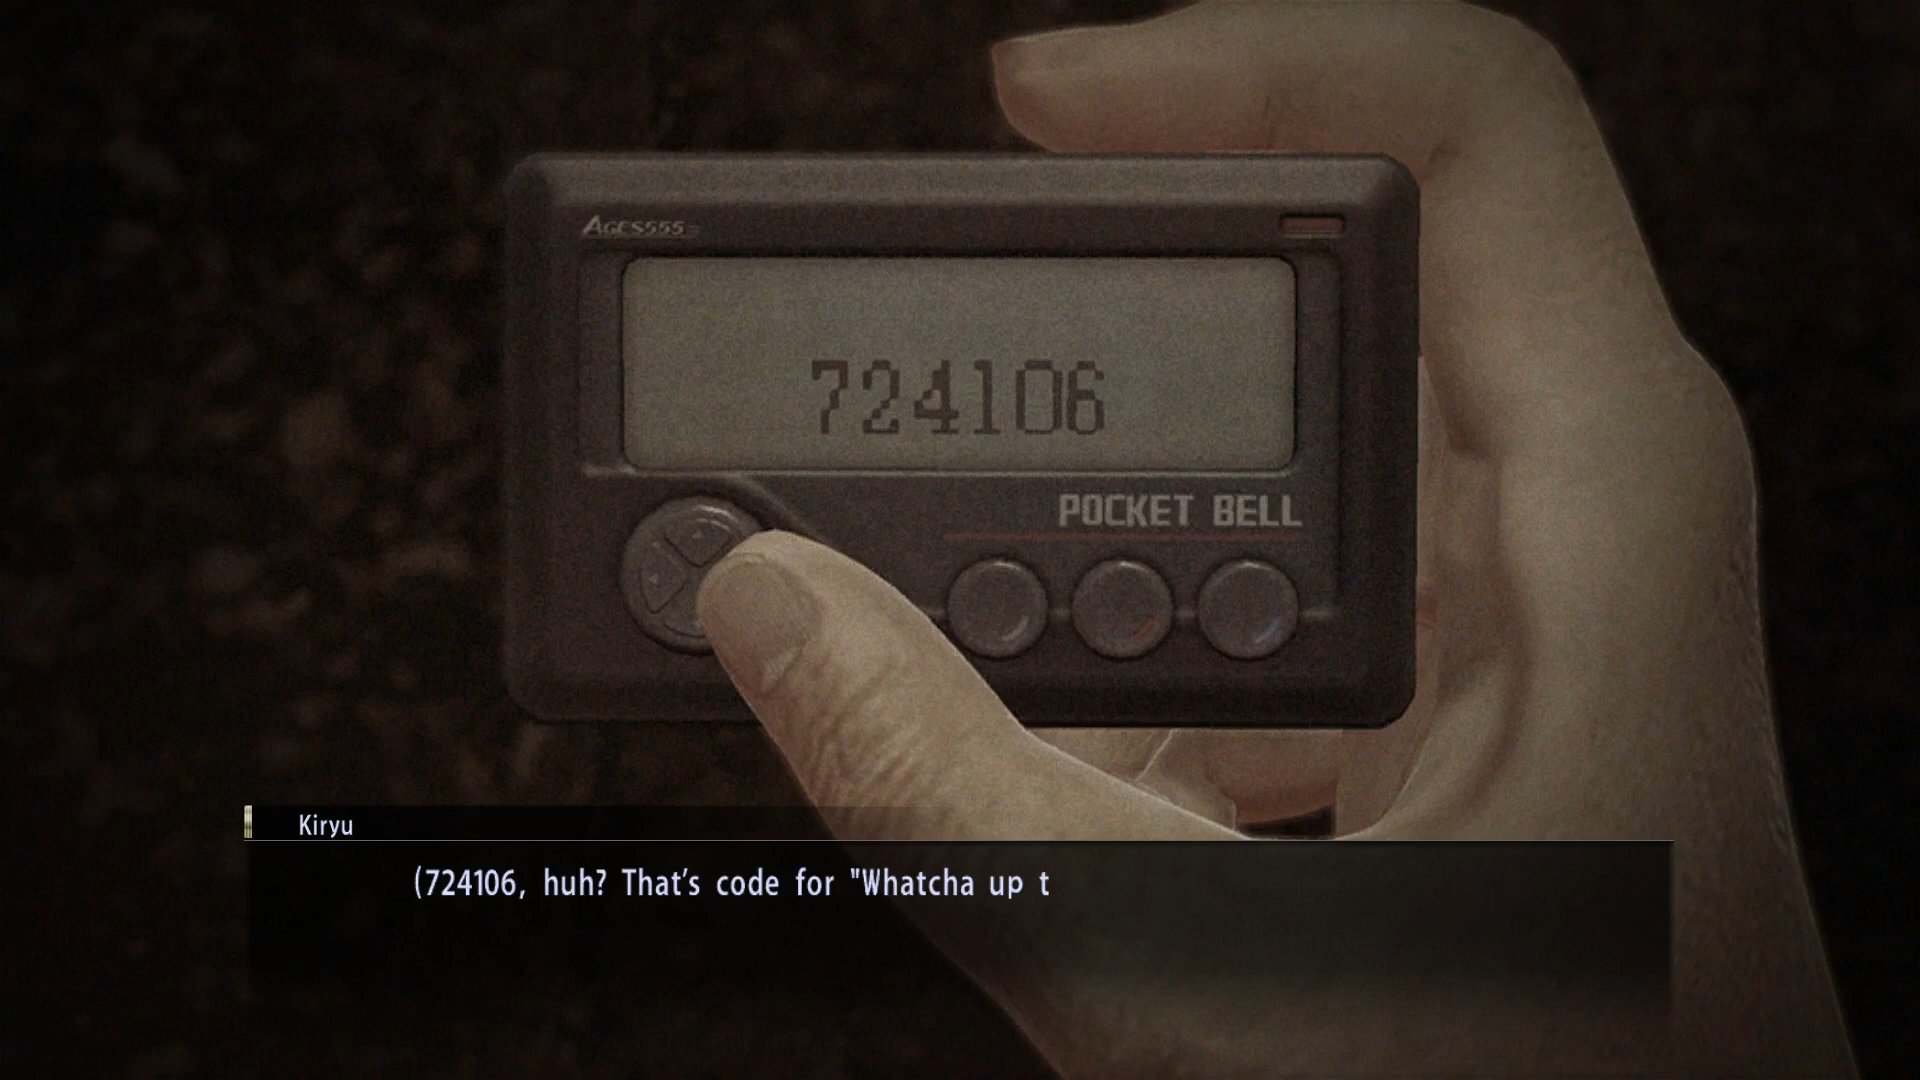 AGES555
724106
POCKET BELL
Kiryu
(724106, huh? That's code for "Whatcha up t